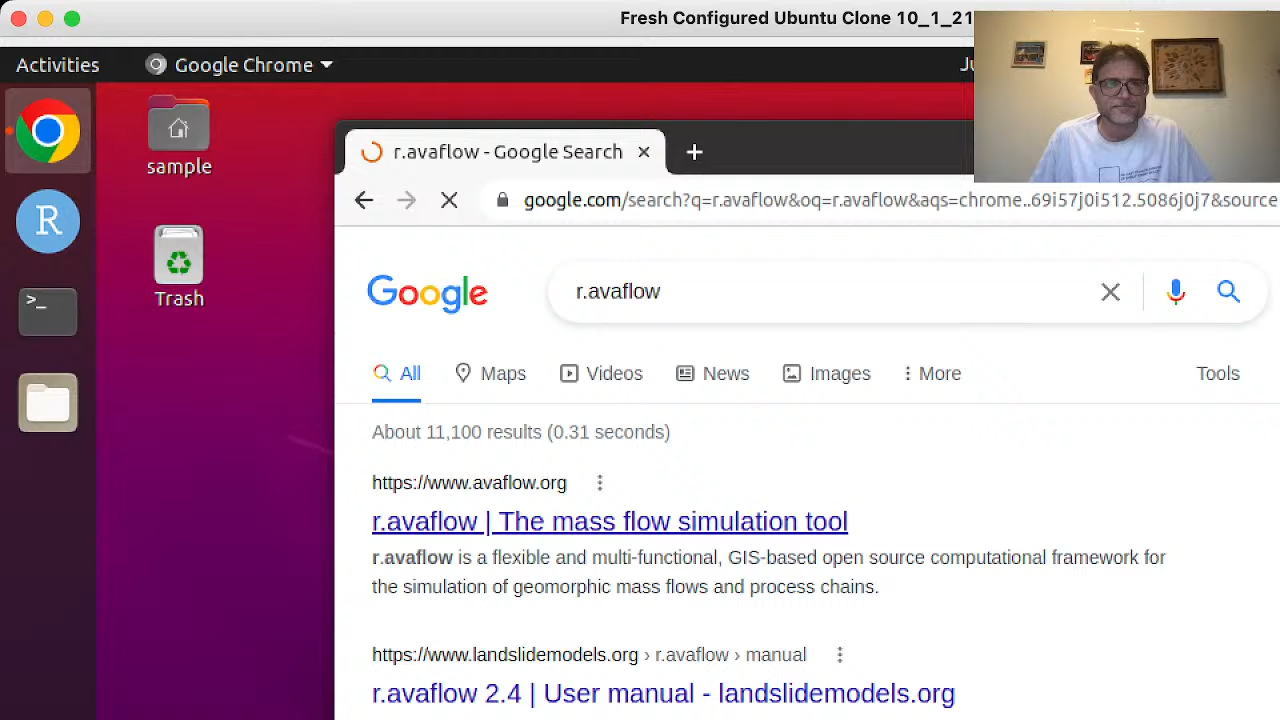 Fresh Configured Ubuntu Clone 10_1_21
Activities
Google Chrome
Ju
sample
Trash
r.avaflow - Google Search
google.com/search?q=r.avaflow&oq=r.avaflow&aqs=chrome..69i57j0i512.5086j0j7&source
Google
r.avaflow
All
Maps
Videos
News
Images
More
Tools
About 11,100 results (0.31 seconds)
https://www.avaflow.org
r.avaflow | The mass flow simulation tool
r.avaflow is a flexible and multi-functional, GIS-based open source computational framework for
the simulation of geomorphic mass flows and process chains.
https://www.landslidemodels.org › r.avaflow › manual
r.avaflow 2.4 | User manual - landslidemodels.org
R
>_